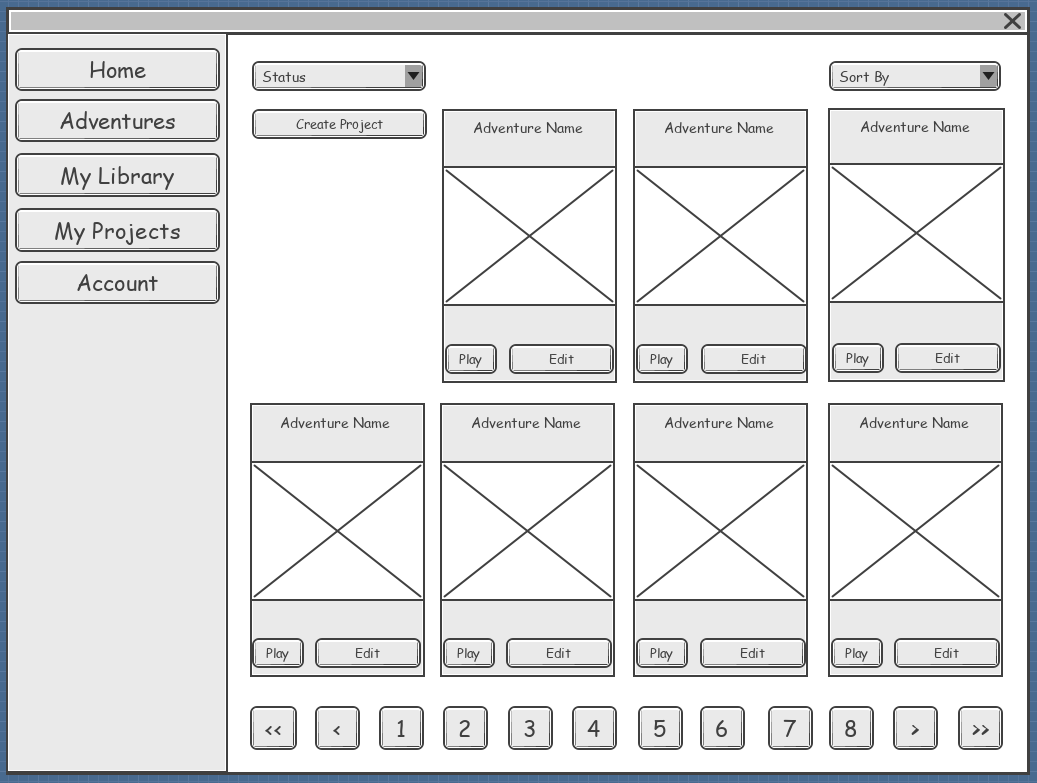 Home
Adventures
My Library
My Projects
Account
Status
Sort By
Create Project
Adventure Name
Adventure Name
Adventure Name
Play
Edit
Play
Edit
Play
Edit
Adventure Name
Adventure Name
Adventure Name
Adventure Name
Play
Edit
Play
Edit
Play
Edit
Play
Edit
<< < 1 2 3 4 5 6 7 8 > >>